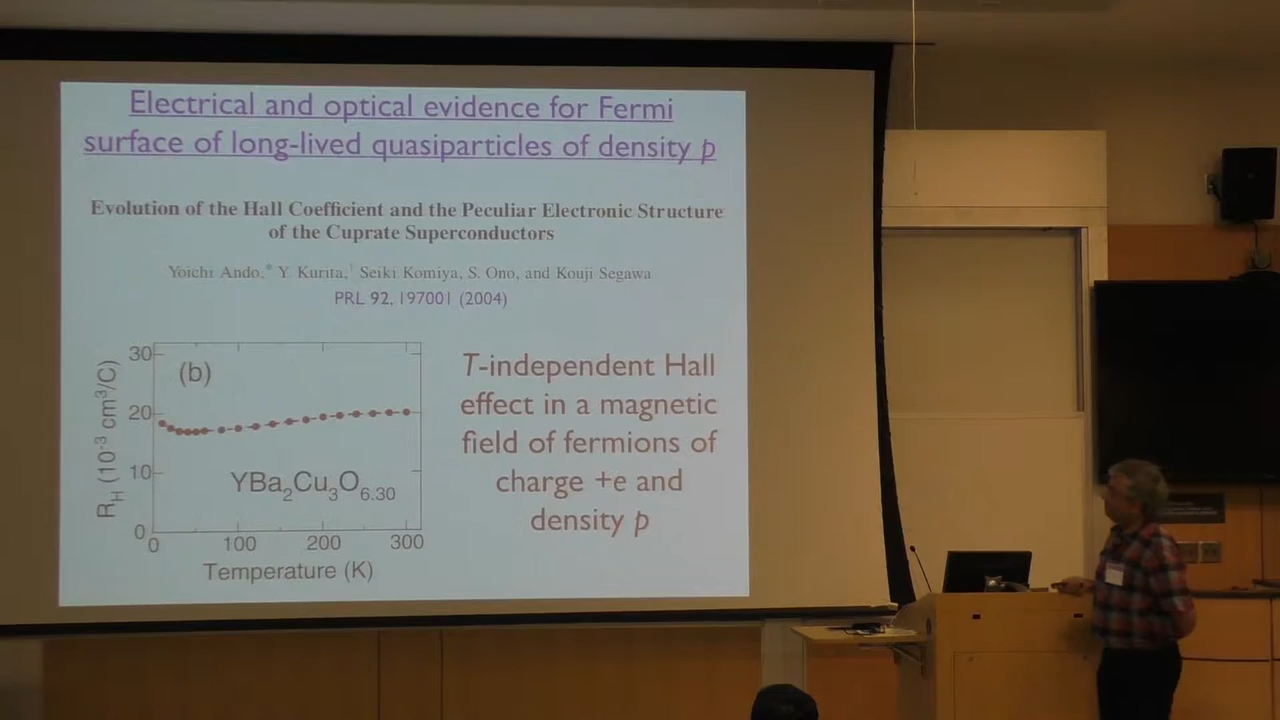 Electrical and optical evidence for Fermi
surface of long-lived quasiparticles of density p
Evolution of the Hall Coefficient and the Peculiar Electronic Structure
of the Cuprate Superconductors
Yoichi Ando,* Y. Kurita,† Seiki Komiya, S. Ono, and Kouji Segawa
PRL 92, 197001 (2004)
(b)
R_H (10^-3 cm^3/C)
30
20
10
0
YBa2Cu3O6.30
0 100 200 300
Temperature (K)
T-independent Hall
effect in a magnetic
field of fermions of
charge +e and
density p